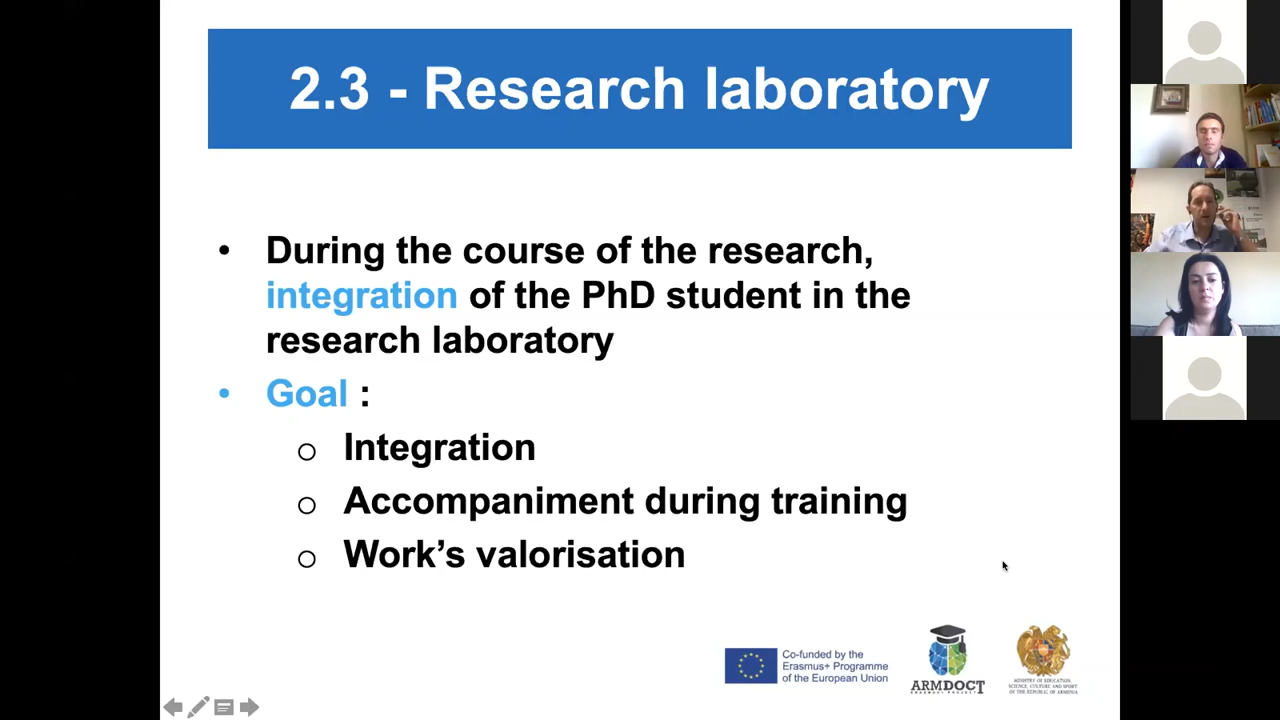 2.3 - Research laboratory
• During the course of the research,
integration of the PhD student in the
research laboratory
• Goal :
o Integration
o Accompaniment during training
o Work’s valorisation
Co-funded by the
Erasmus+ Programme
of the European Union
ARMDOCT
ERASMUS+ PROJECT
MINISTRY OF EDUCATION,
SCIENCE, CULTURE AND SPORT
OF THE REPUBLIC OF ARMENIA